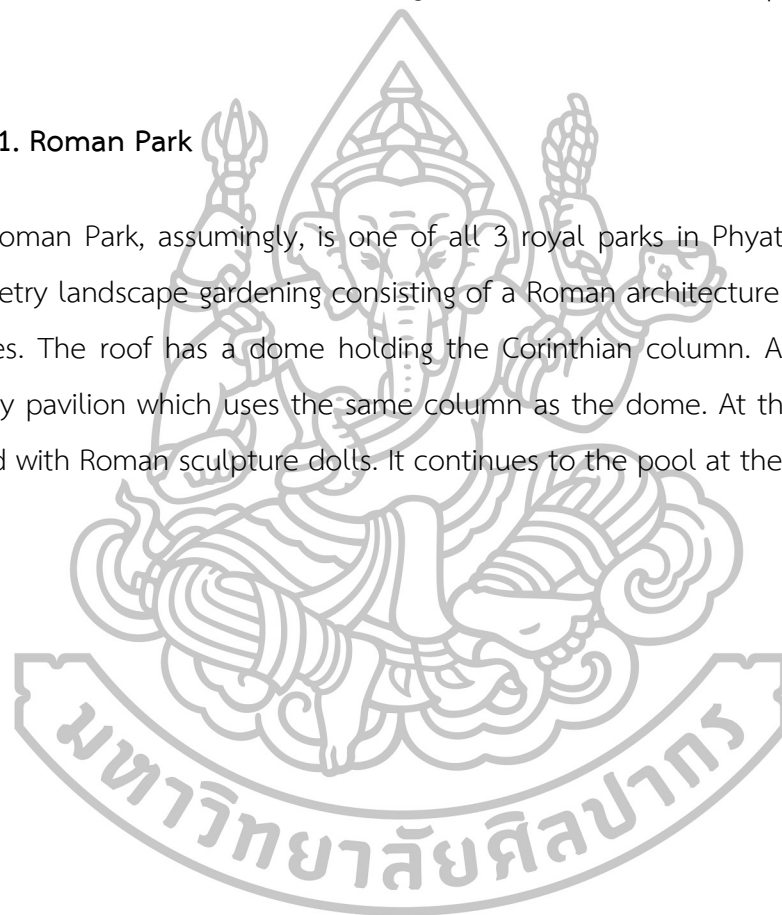 1. Roman Park
oman Park, assumingly, is one of all 3 royal parks in Phyat
etry landscape gardening consisting of a Roman architecture
es. The roof has a dome holding the Corinthian column. A
y pavilion which uses the same column as the dome. At th
d with Roman sculpture dolls. It continues to the pool at the
มหาวิทยาลัยศิลปากร